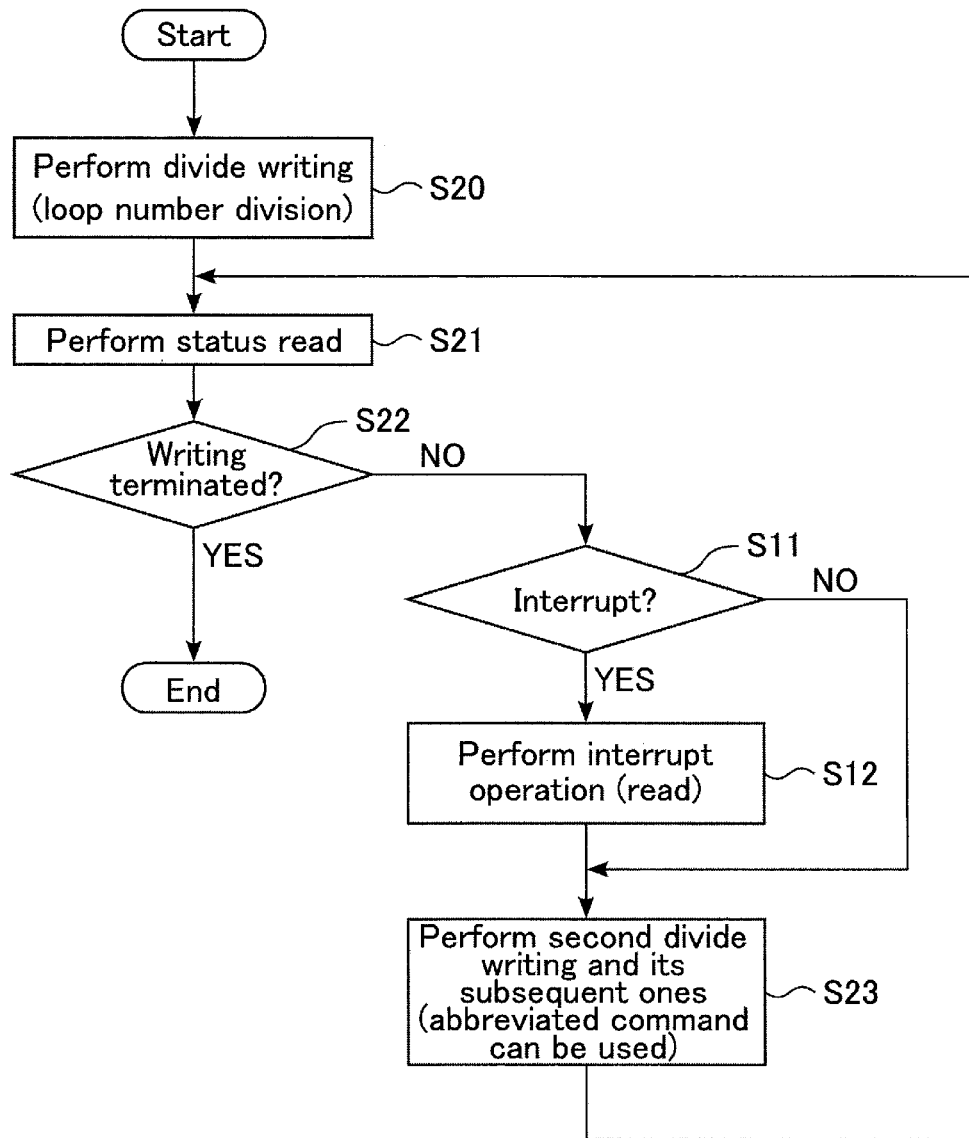 Start
Perform divide writing
(loop number division)
S20
Perform status read
S21
S22
Writing
terminated?
NO
YES
S11
Interrupt?
NO
End
YES
Perform interrupt
operation (read)
S12
Perform second divide
writing and its
subsequent ones
(abbreviated command
can be used)
S23